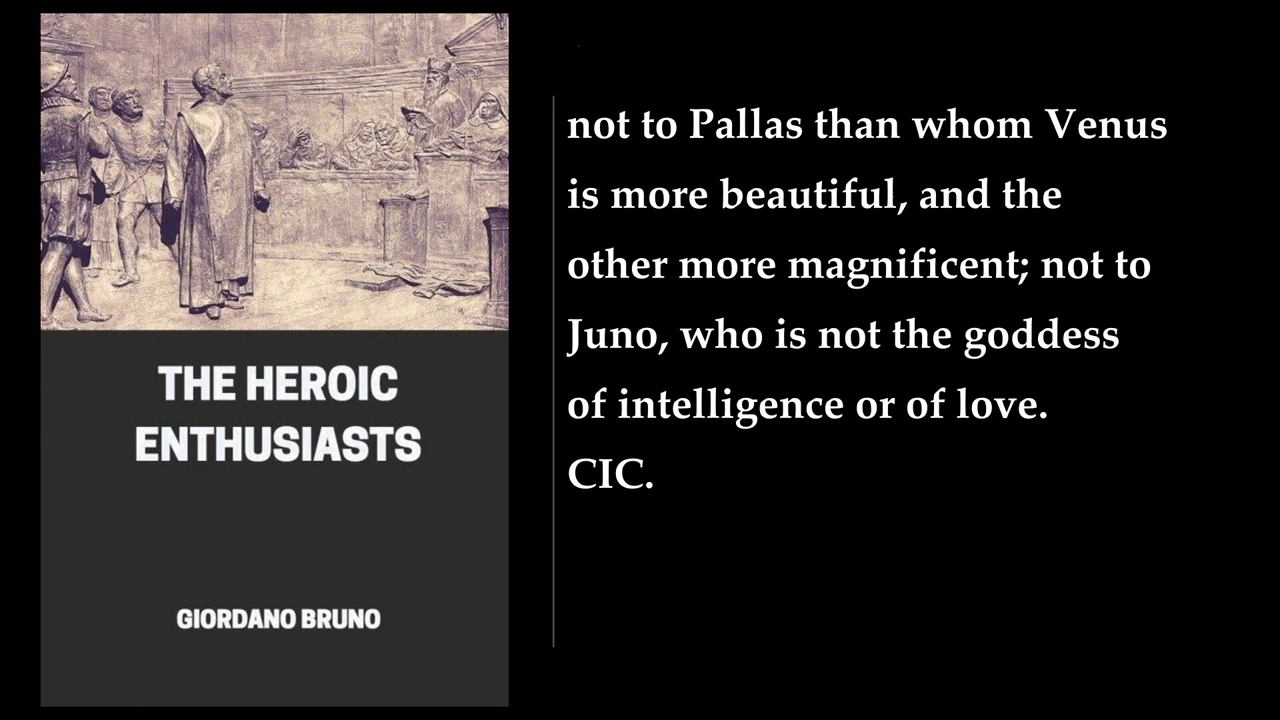 THE HEROIC
ENTHUSIASTS
GIORDANO BRUNO
not to Pallas than whom Venus
is more beautiful, and the
other more magnificent; not to
Juno, who is not the goddess
of intelligence or of love.
CIC.